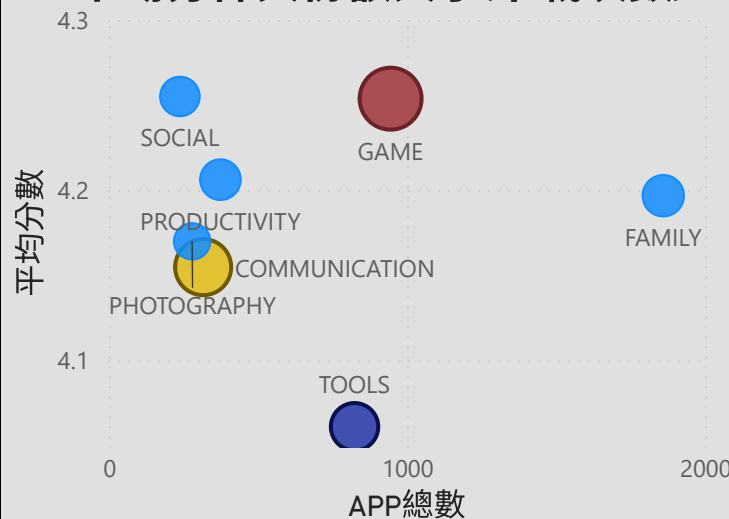 4.3
SOCIAL
GAME
4.2
PRODUCTIVITY
FAMILY
COMMUNICATION
PHOTOGRAPHY
4.1
TOOLS
平均分數
0
1000
2000
APP總數